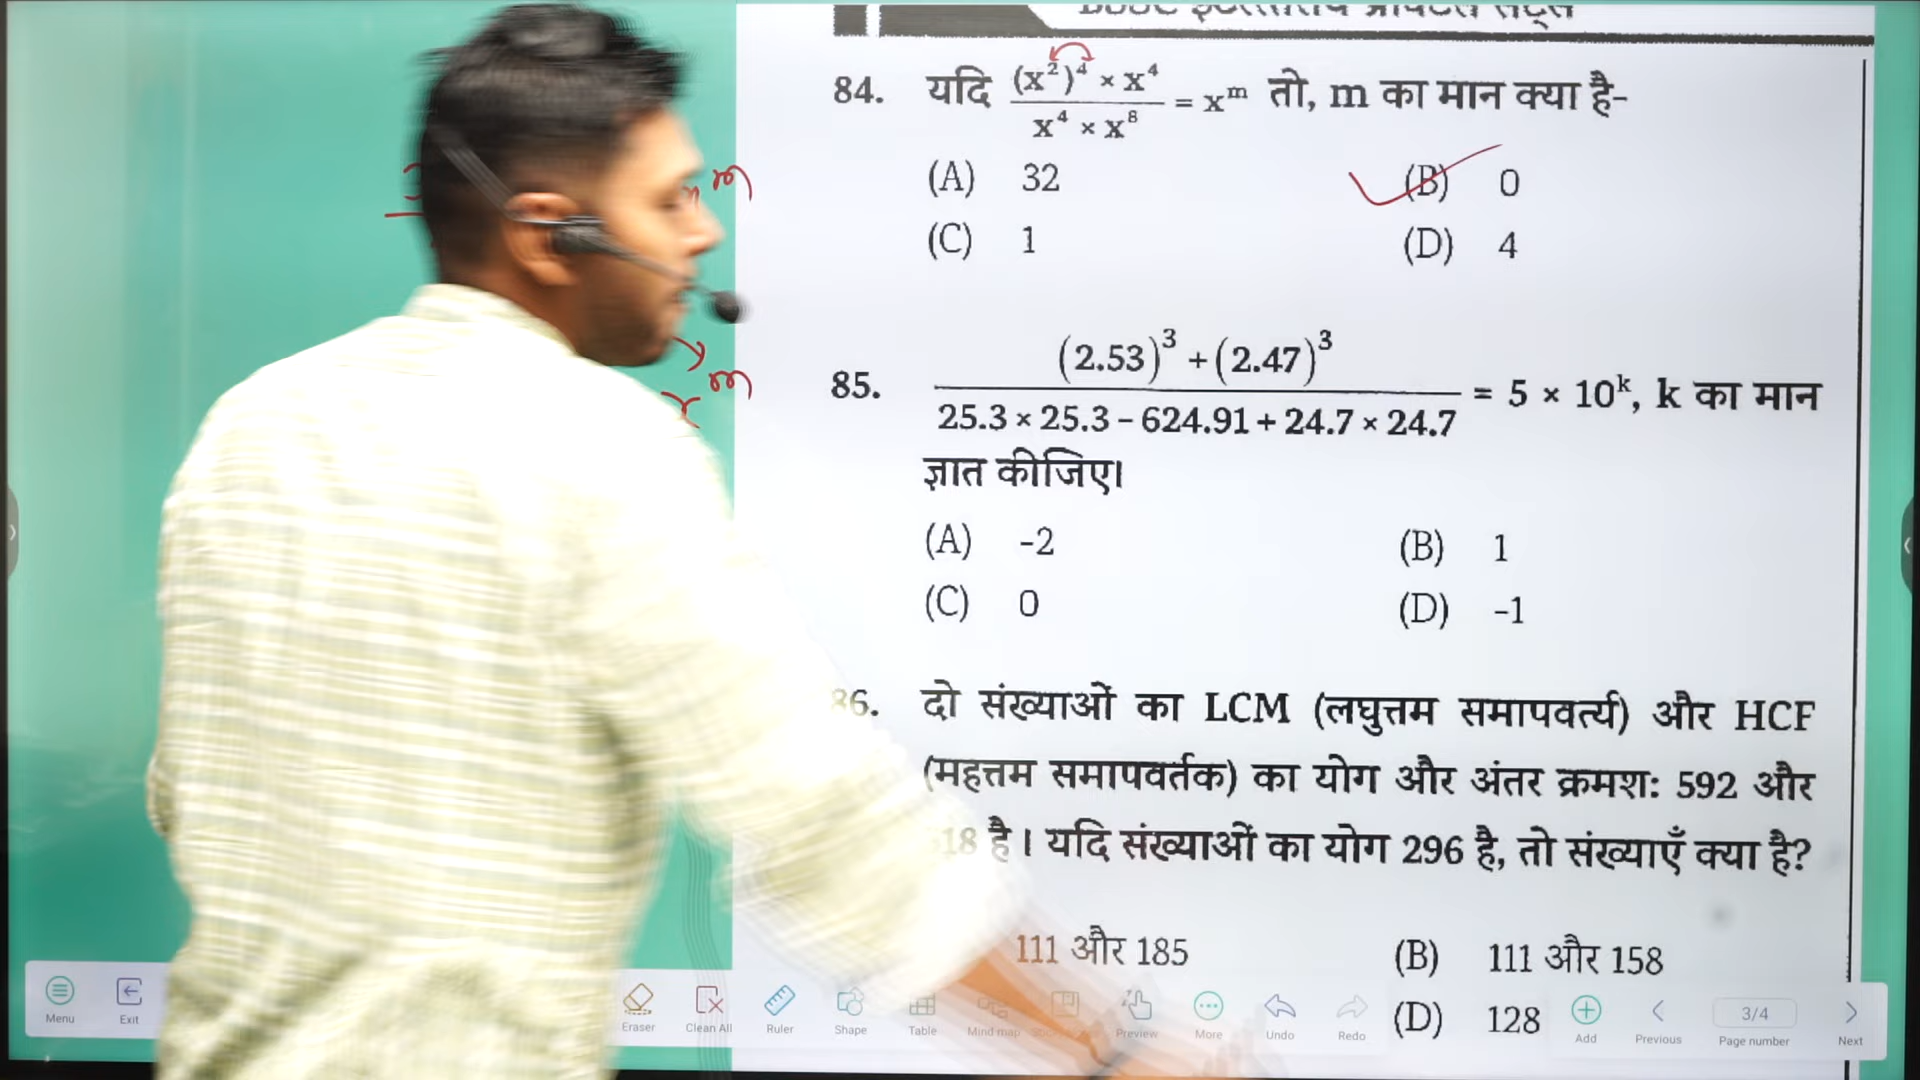 84. यदि (x²)⁴ × x⁴ / x⁴ × x⁸ = xᵐ तो, m का मान क्या है-
(A) 32 (B) 0
(C) 1 (D) 4
85. (2.53)³ + (2.47)³ / 25.3 × 25.3 − 624.91 + 24.7 × 24.7 = 5 × 10ᵏ, k का मान
ज्ञात कीजिए।
(A) -2 (B) 1
(C) 0 (D) -1
86. दो संख्याओं का LCM (लघुत्तम समापवर्त्य) और HCF
(महत्तम समापवर्तक) का योग और अंतर क्रमश: 592 और
है। यदि संख्याओं का योग 296 है, तो संख्याएँ क्या है?
111 और 185 (B) 111 और 158
(D) 128
m
x m
Menu Exit Eraser Clean All Ruler Shape Table Mind map Preview More Undo Redo Add Previous 3/4 Page number Next